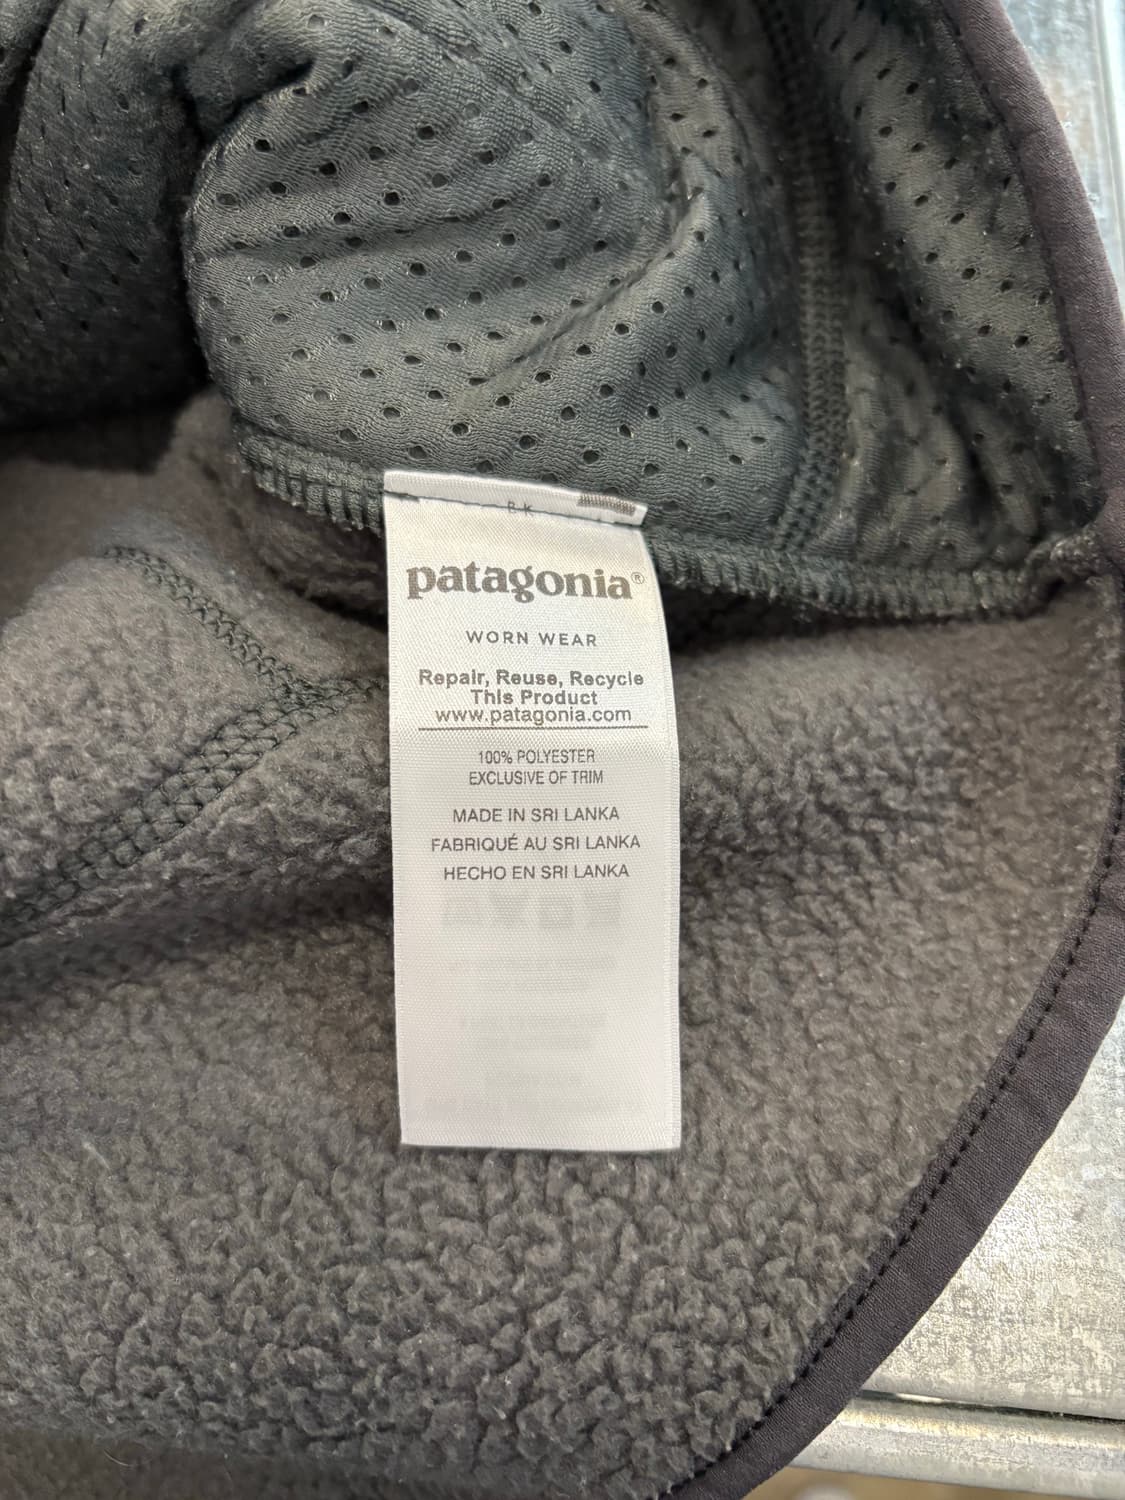 BK
patagonia®
WORN WEAR
Repair, Reuse, Recycle
This Product
www.patagonia.com
100% POLYESTER
EXCLUSIVE OF TRIM
MADE IN SRI LANKA
FABRIQUÉ AU SRI LANKA
HECHO EN SRI LANKA